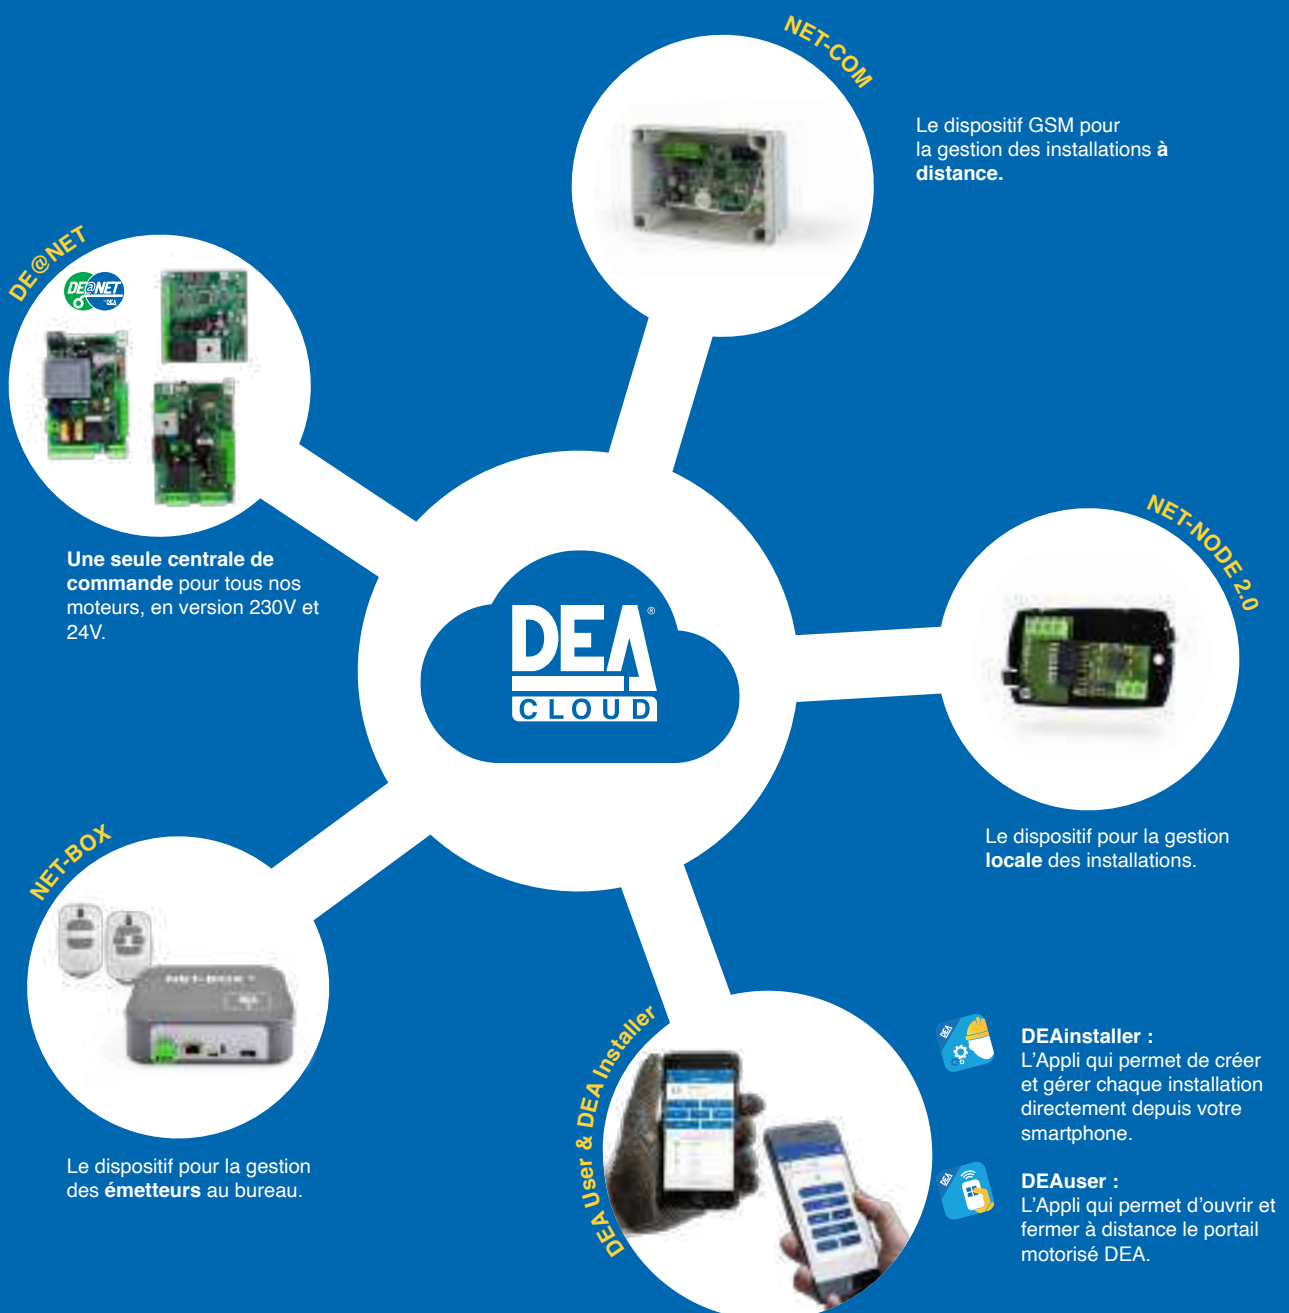 NET-COM
Le dispositif GSM pour
la gestion des installations à
distance.
DE@NET
DE@NET
Une seule centrale de
commande pour tous nos
moteurs, en version 230V et
24V.
NET-NODE 2.0
Le dispositif pour la gestion
locale des installations.
DEA®
CLOUD
NET-BOX
NET-BOX
Le dispositif pour la gestion
des émetteurs au bureau.
DEA User & DEA Installer
DEA
DEAinstaller :
L'Appli qui permet de créer
et gérer chaque installation
directement depuis votre
smartphone.
DEA
DEAuser :
L'Appli qui permet d'ouvrir et
fermer à distance le portail
motorisé DEA.